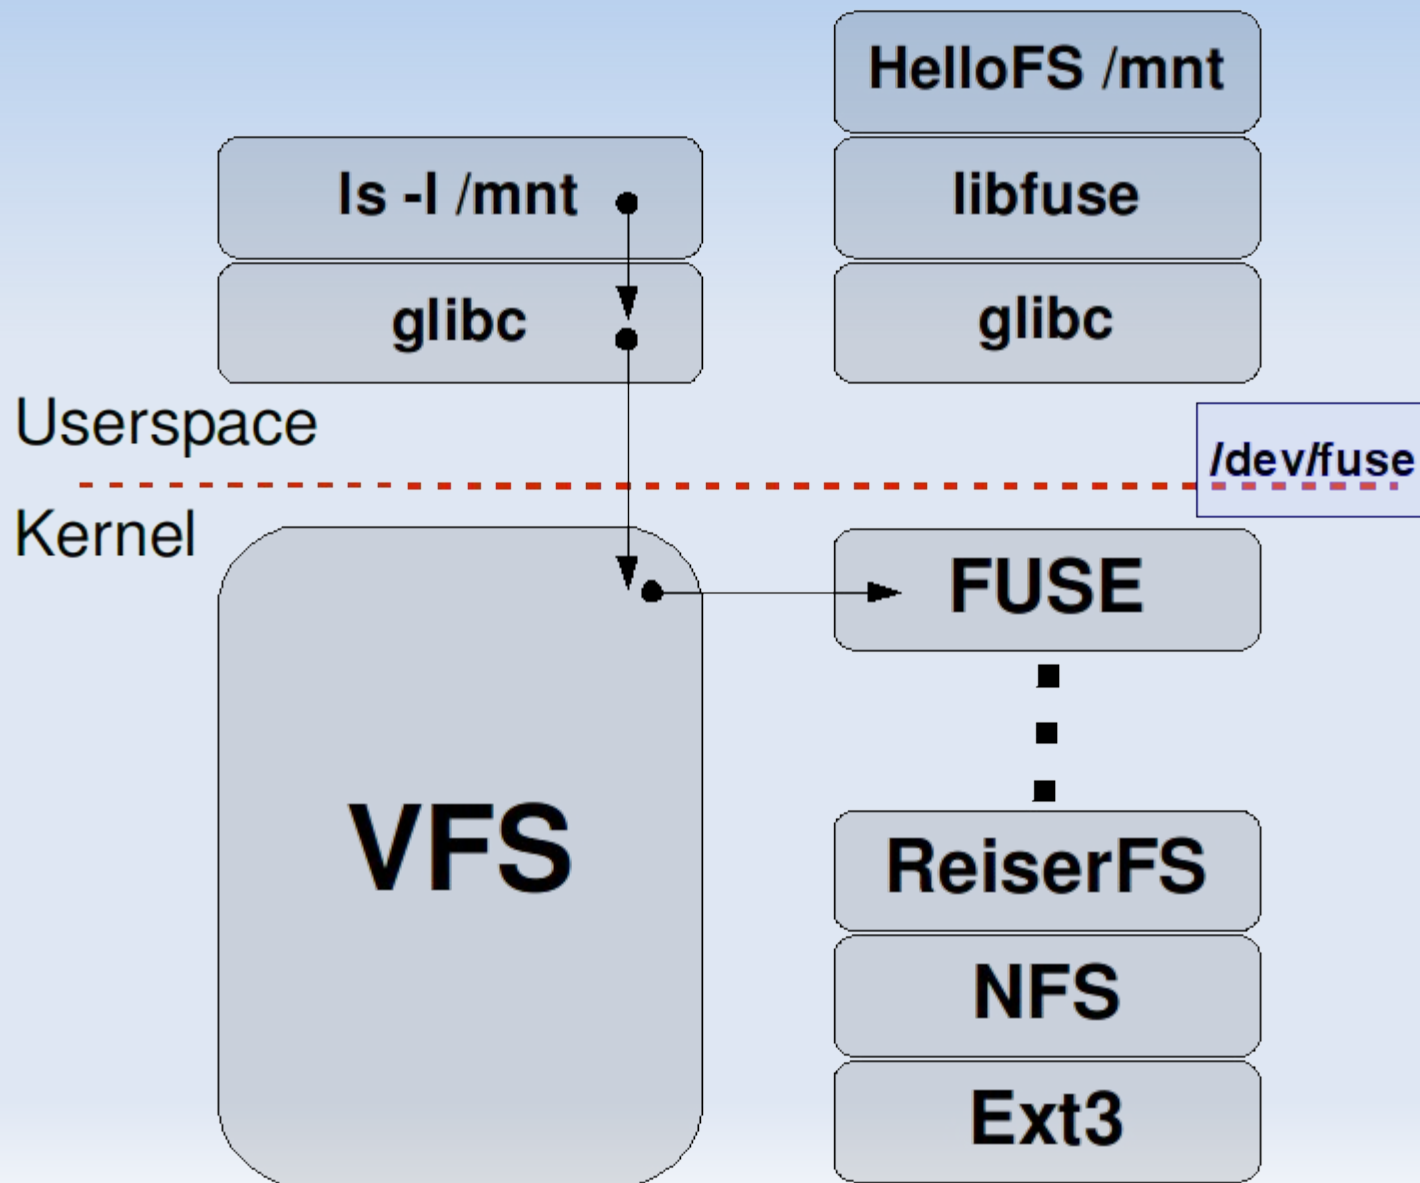 HelloFS /mnt
ls -l /mnt
libfuse
glibc
glibc
Userspace
/dev/fuse
Kernel
FUSE
VFS
ReiserFS
NFS
Ext3